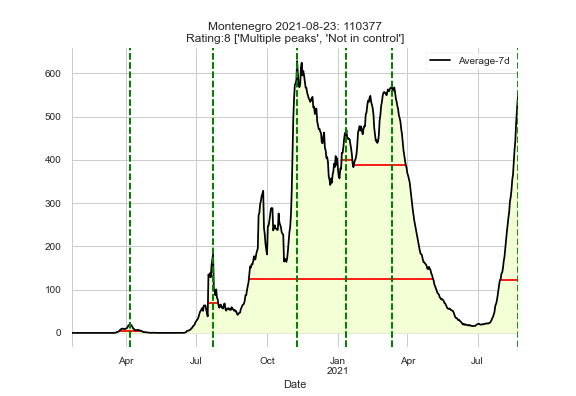 Montenegro 2021-08-23: 110377
Rating:8 ['Multiple peaks', 'Not in control']
Average-7d
600
500
400
300
200
100
0
Apr Jul Oct Jan Apr Jul
2021
Date